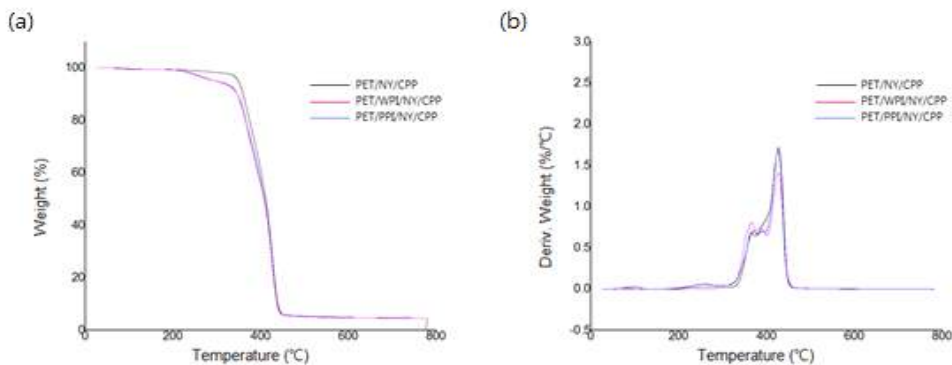 (a)
(b)
100
80
60
40
20
0
0
200
400
600
800
Weight (%)
Temperature (℃)
PET/NY/CPP
PET/WPI/NY/CPP
PET/PPI/NY/CPP
3.0
2.5
2.0
1.5
1.0
0.5
0.0
-0.5
0
200
400
600
800
Deriv. Weight (%/℃)
Temperature (℃)
PET/NY/CPP
PET/WPI/NY/CPP
PET/PPI/NY/CPP